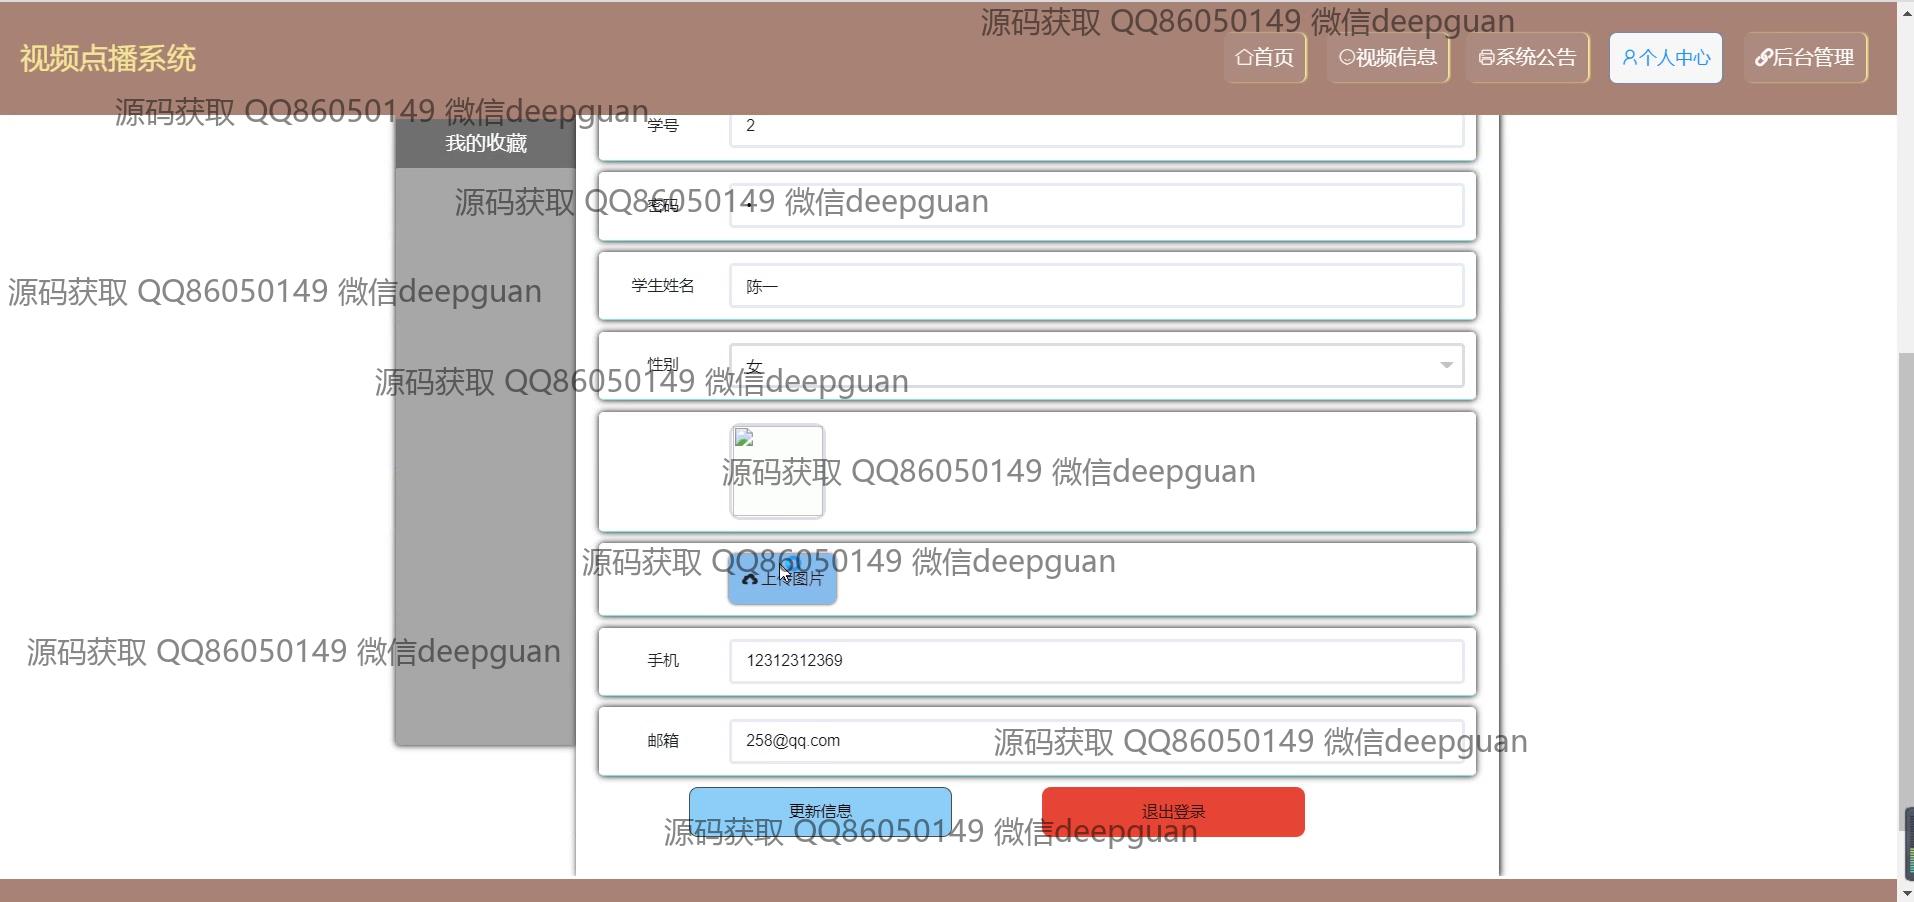 源码获取 QQ86050149 微信deepguan
视频点播系统
首页
视频信息
系统公告
个人中心
后台管理
源码获取 QQ86050149 微信deepguan
学号 2
我的收藏
源码获取 QQ86050149 微信deepguan
密码 •
学生姓名 陈一
源码获取 QQ86050149 微信deepguan
性别 女
源码获取 QQ86050149 微信deepguan
源码获取 QQ86050149 微信deepguan
源码获取 QQ86050149 微信deepguan
上传图片
源码获取 QQ86050149 微信deepguan
手机 12312312369
邮箱 258@qq.com
源码获取 QQ86050149 微信deepguan
更新信息
退出登录
源码获取 QQ86050149 微信deepguan